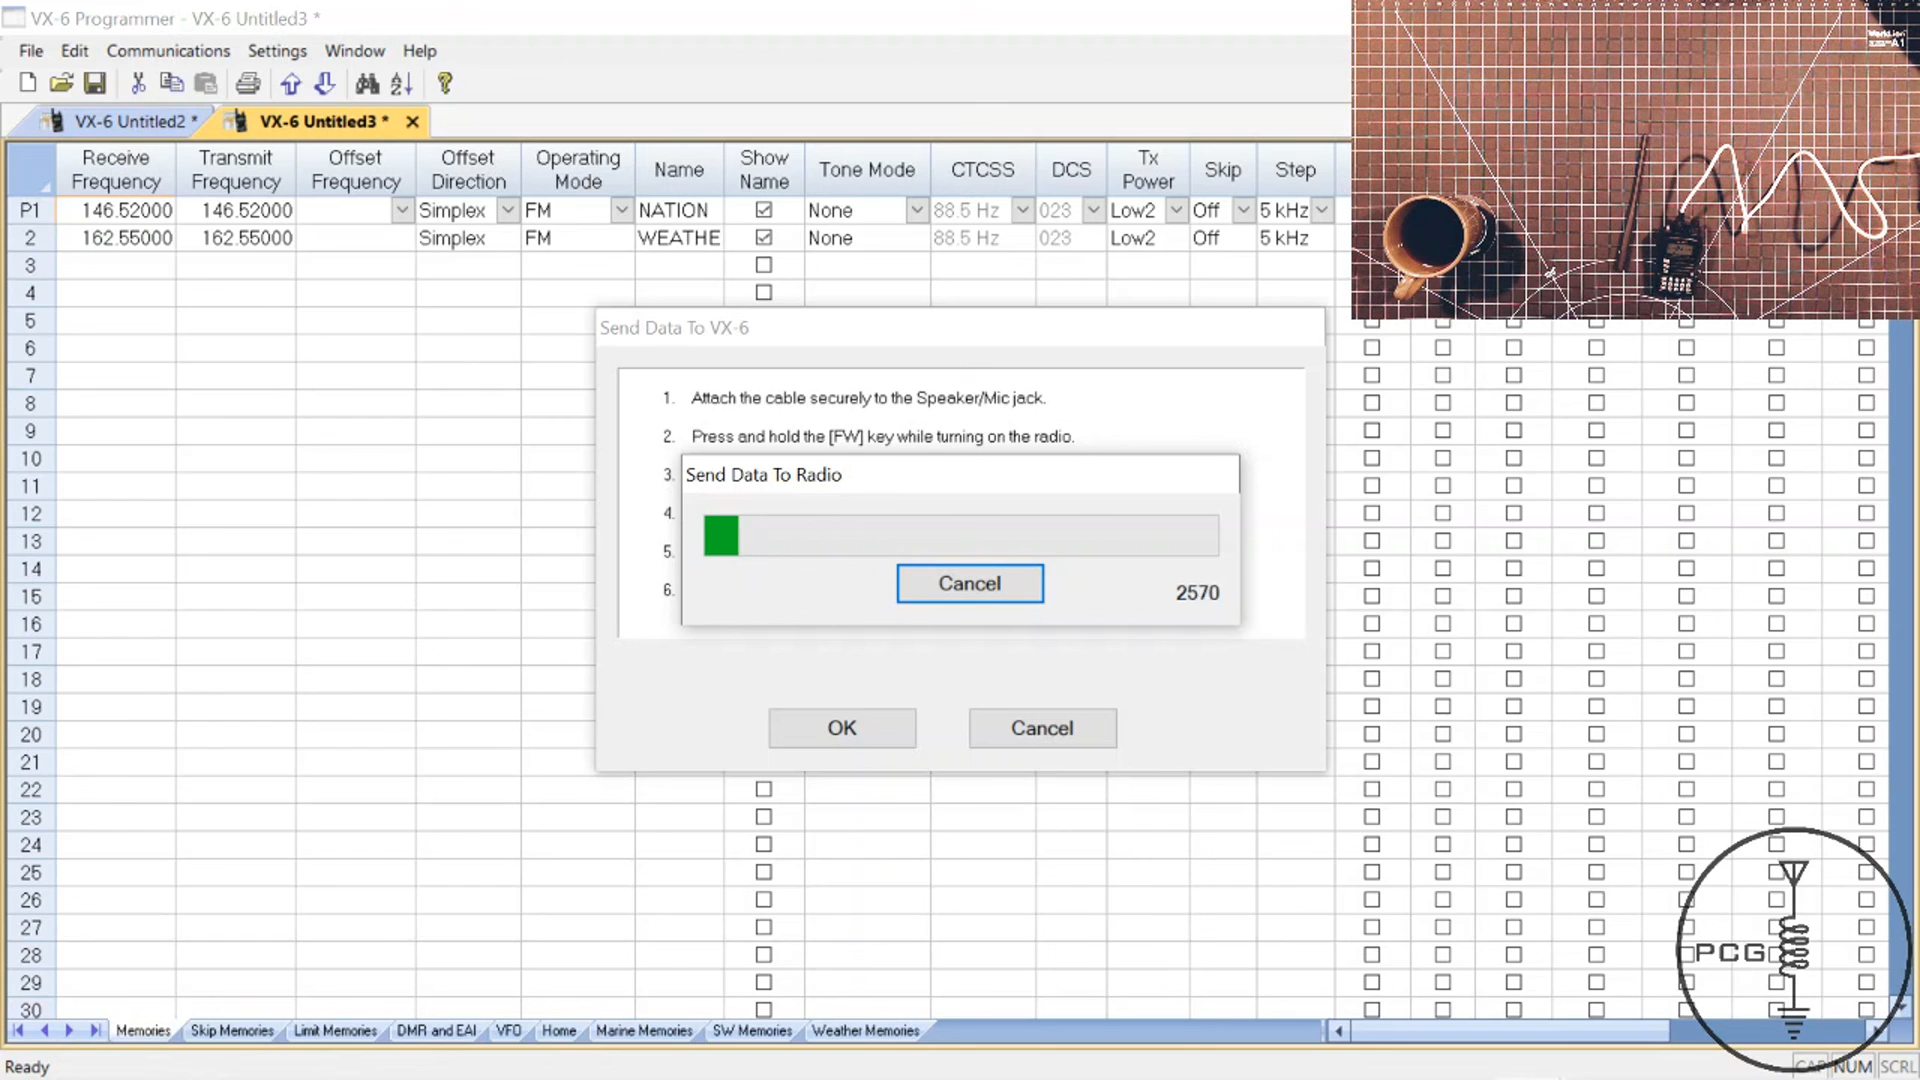 VX-6 Programmer - VX-6 Untitled3 *
File Edit Communications Settings Window Help
VX-6 Untitled2 * VX-6 Untitled3 *
Receive Frequency Transmit Frequency Offset Frequency Offset Direction Operating Mode Name Show Name Tone Mode CTCSS DCS Tx Power Skip Step
P1 146.52000 146.52000 Simplex FM NATION None 88.5 Hz 023 Low2 Off 5 kHz
2 162.55000 162.55000 Simplex FM WEATHE None 88.5 Hz 023 Low2 Off 5 kHz
3
4
5
6
7
8
9
10
11
12
13
14
15
16
17
18
19
20
21
22
23
24
25
26
27
28
29
30
Send Data To VX-6
1. Attach the cable securely to the Speaker/Mic jack.
2. Press and hold the [FW] key while turning on the radio.
3.
4.
5.
6.
Send Data To Radio
Cancel 2570
OK Cancel
PCG
Memories Skip Memories Limit Memories DMR and EAI VFO Home Marine Memories SW Memories Weather Memories
Ready CAP NUM SCRL